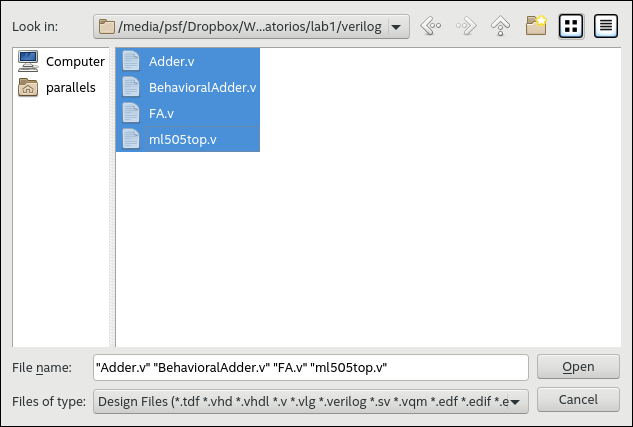 Look in: /media/psf/Dropbox/W...atorios/lab1/verilog
Computer
parallels
Adder.v
BehavioralAdder.v
FA.v
ml505top.v
File name: "Adder.v" "BehavioralAdder.v" "FA.v" "ml505top.v" Open
Files of type: Design Files (*.tdf *.vhd *.vhdl *.v *.vlg *.verilog *.sv *.vqm *.edf *.edif *.e Cancel